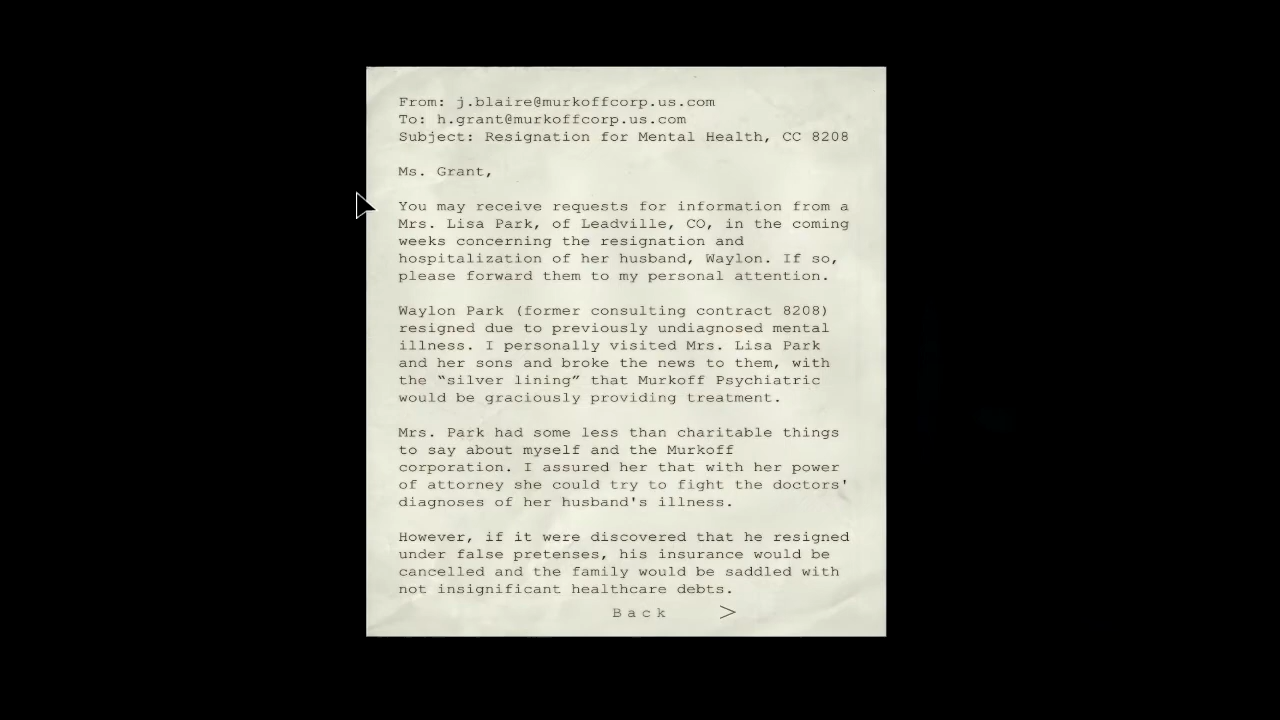 From: j.blaire@murkoffcorp.us.com
To: h.grant@murkoffcorp.us.com
Subject: Resignation for Mental Health, CC 8208
Ms. Grant,
You may receive requests for information from a
Mrs. Lisa Park, of Leadville, CO, in the coming
weeks concerning the resignation and
hospitalization of her husband, Waylon. If so,
please forward them to my personal attention.
Waylon Park (former consulting contract 8208)
resigned due to previously undiagnosed mental
illness. I personally visited Mrs. Lisa Park
and her sons and broke the news to them, with
the “silver lining” that Murkoff Psychiatric
would be graciously providing treatment.
Mrs. Park had some less than charitable things
to say about myself and the Murkoff
corporation. I assured her that with her power
of attorney she could try to fight the doctors'
diagnoses of her husband's illness.
However, if it were discovered that he resigned
under false pretenses, his insurance would be
cancelled and the family would be saddled with
not insignificant healthcare debts.
Back >